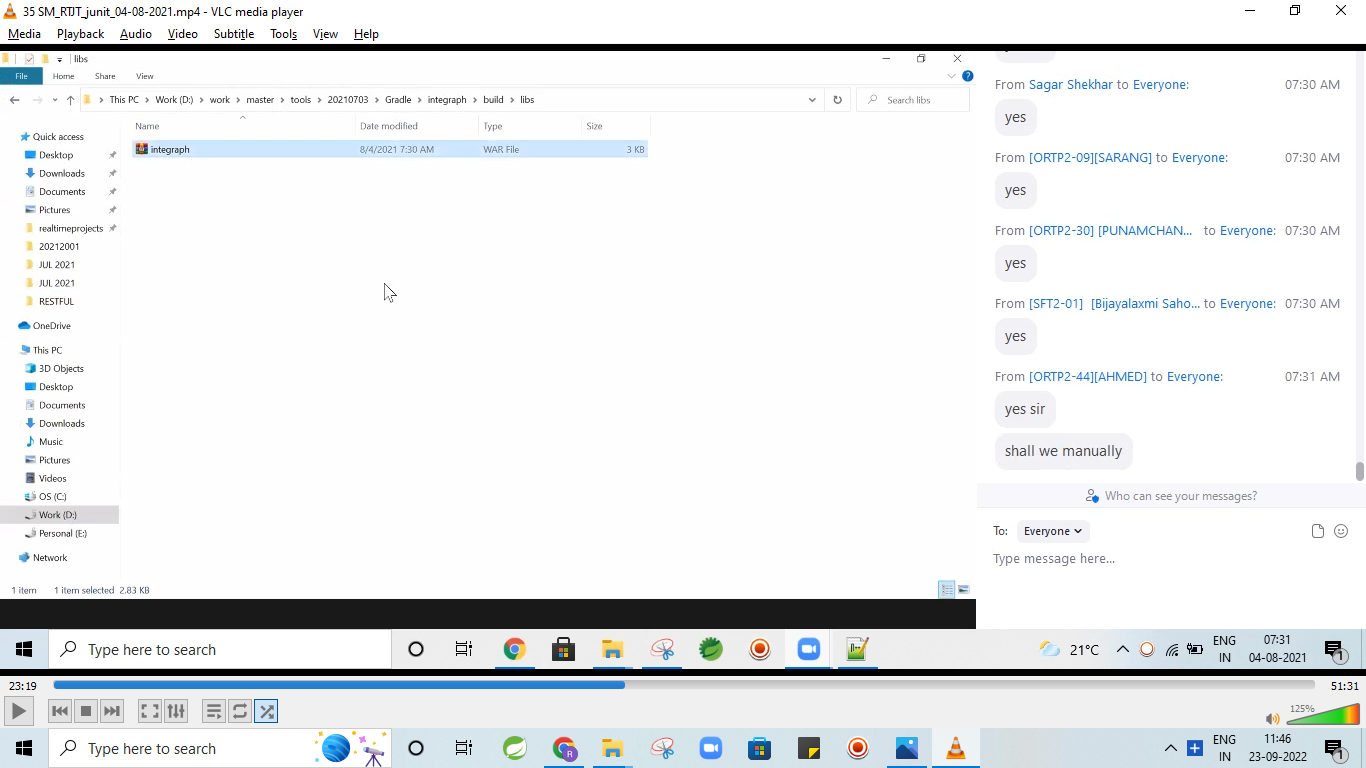 35 SM_RTJT_junit_04-08-2021.mp4 - VLC media player
Media Playback Audio Video Subtitle Tools View Help
libs
File Home Share View
This PC > Work (D:) > work > master > tools > 20210703 > Gradle > integraph > build > libs
Search libs
Name Date modified Type Size
integraph 8/4/2021 7:30 AM WAR File 3 KB
Quick access
Desktop
Downloads
Documents
Pictures
realtimeprojects
20212001
JUL 2021
JUL 2021
RESTFUL
OneDrive
This PC
3D Objects
Desktop
Documents
Downloads
Music
Pictures
Videos
OS (C:)
Work (D:)
Personal (E:)
Network
1 item 1 item selected 2.83 KB
From Sagar Shekhar to Everyone: 07:30 AM
yes
From [ORTP2-09][SARANG] to Everyone: 07:30 AM
yes
From [ORTP2-30] [PUNAMCHAN... to Everyone: 07:30 AM
yes
From [SFT2-01] [Bijayalaxmi Saho... to Everyone: 07:30 AM
yes
From [ORTP2-44][AHMED] to Everyone: 07:31 AM
yes sir
shall we manually
Who can see your messages?
To: Everyone
Type message here...
Type here to search
21°C
ENG
IN
07:31
04-08-2021
1
23:19
51:31
125%
Type here to search
ENG
IN
11:46
23-09-2022
1